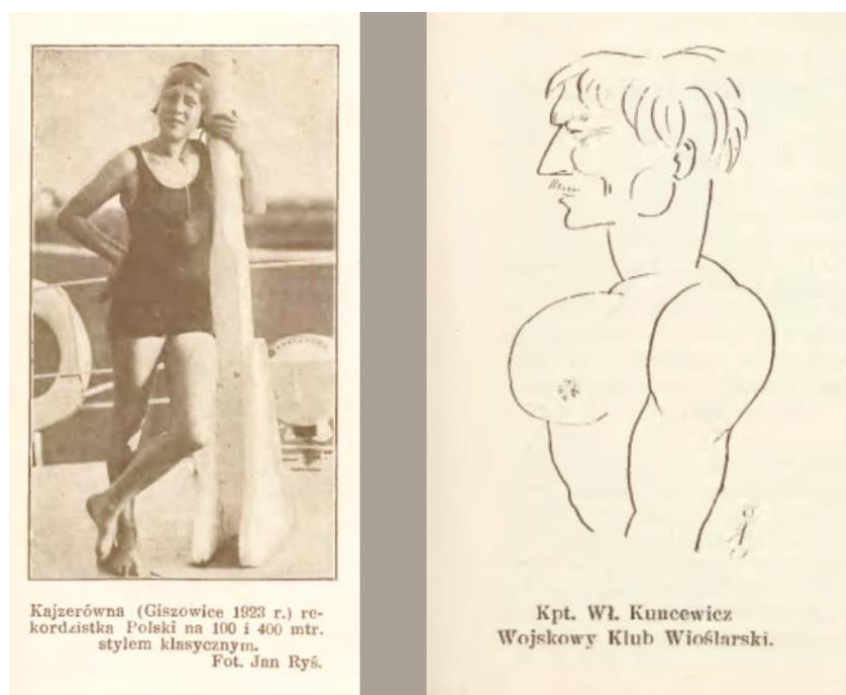 Kajzerówna (Giszowice 1923 r.) re-
kordzistka Polski na 100 i 400 mtr.
stylem klasycznym.
Fot. Jan Ryś.
Kpt. Wł. Kuncewicz
Wojskowy Klub Wioślarski.